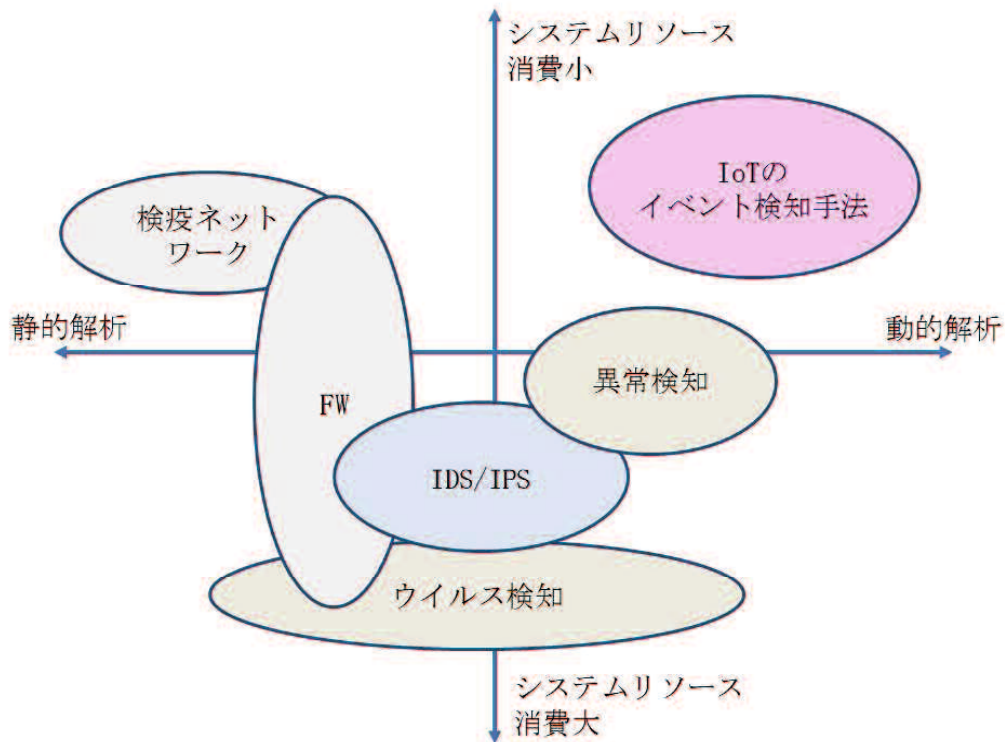 システムリソース
消費小
IoTの
イベント検知手法
検疫ネット
ワーク
静的解析
動的解析
異常検知
FW
IDS/IPS
ウイルス検知
システムリソース
消費大